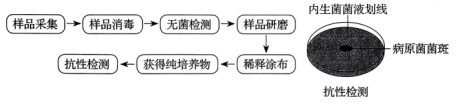 样品采集
样品消毒
无菌检测
样品研磨
稀释涂布
获得纯培养物
抗性检测
内生菌菌液划线
病原菌菌斑
抗性检测